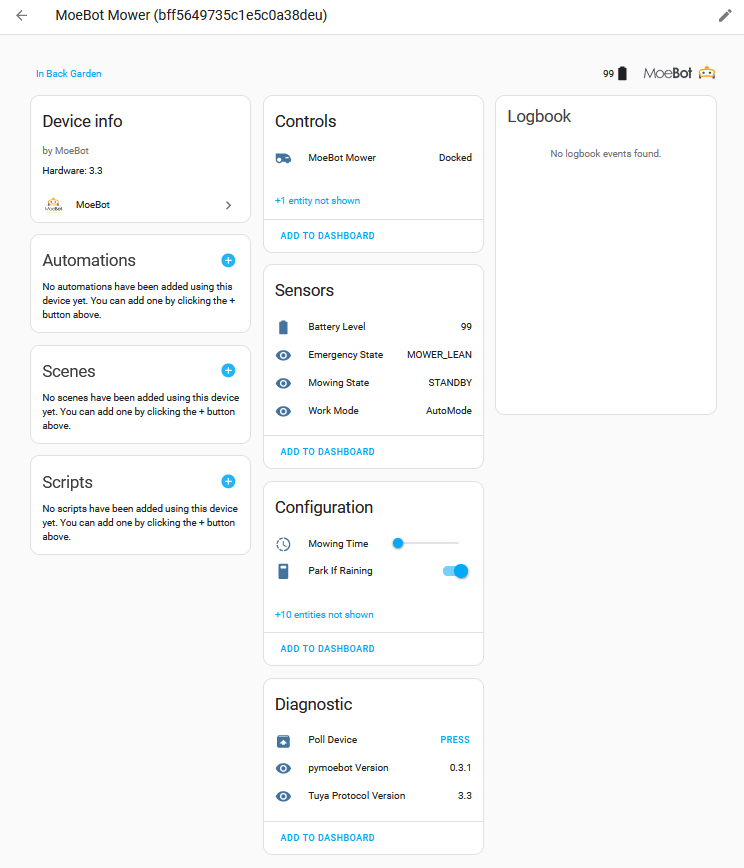 MoeBot Mower (bff5649735c1e5c0a38deu)
In Back Garden
99
MoeBot
Device info
by MoeBot
Hardware: 3.3
MoeBot
MoeBot
Automations
No automations have been added using this
device yet. You can add one by clicking the +
button above.
Scenes
No scenes have been added using this device
yet. You can add one by clicking the + button
above.
Scripts
No scripts have been added using this device
yet. You can add one by clicking the + button
above.
Controls
MoeBot Mower Docked
+1 entity not shown
ADD TO DASHBOARD
Sensors
Battery Level 99
Emergency State MOWER_LEAN
Mowing State STANDBY
Work Mode AutoMode
ADD TO DASHBOARD
Configuration
Mowing Time
Park If Raining
+10 entities not shown
ADD TO DASHBOARD
Diagnostic
Poll Device PRESS
pymoebot Version 0.3.1
Tuya Protocol Version 3.3
ADD TO DASHBOARD
Logbook
No logbook events found.